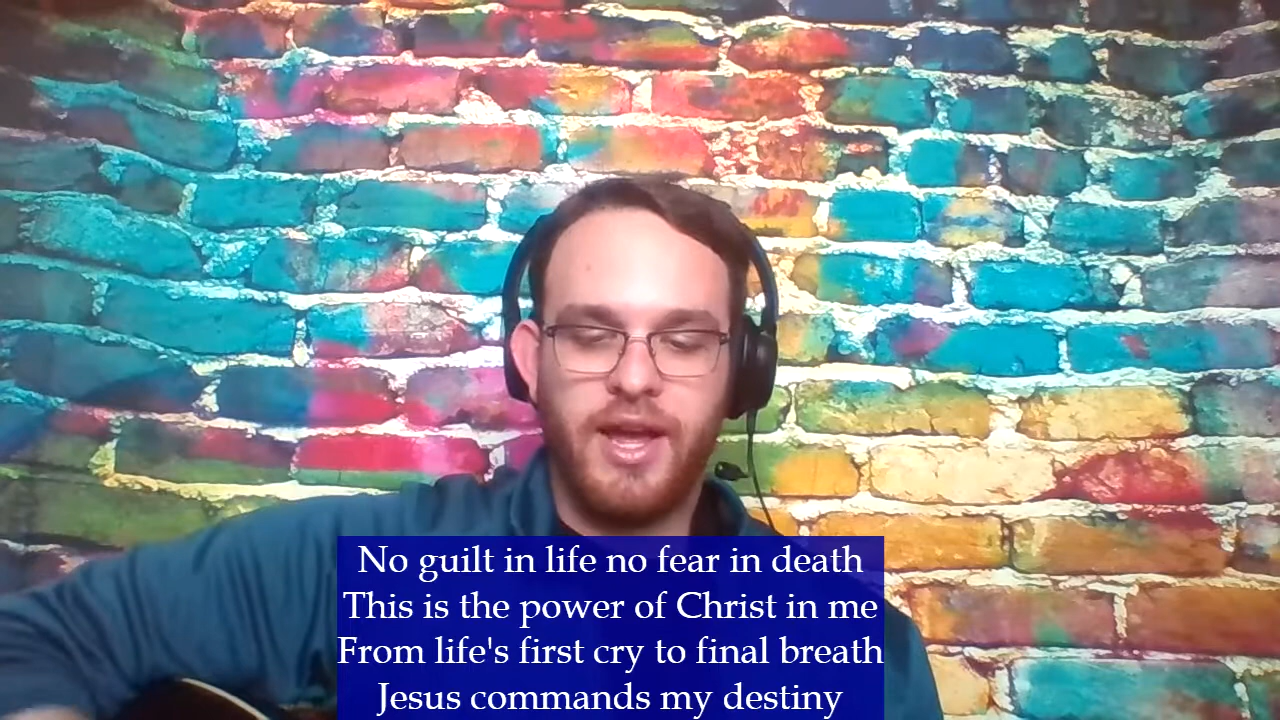 No guilt in life no fear in death
This is the power of Christ in me
From life's first cry to final breath
Jesus commands my destiny